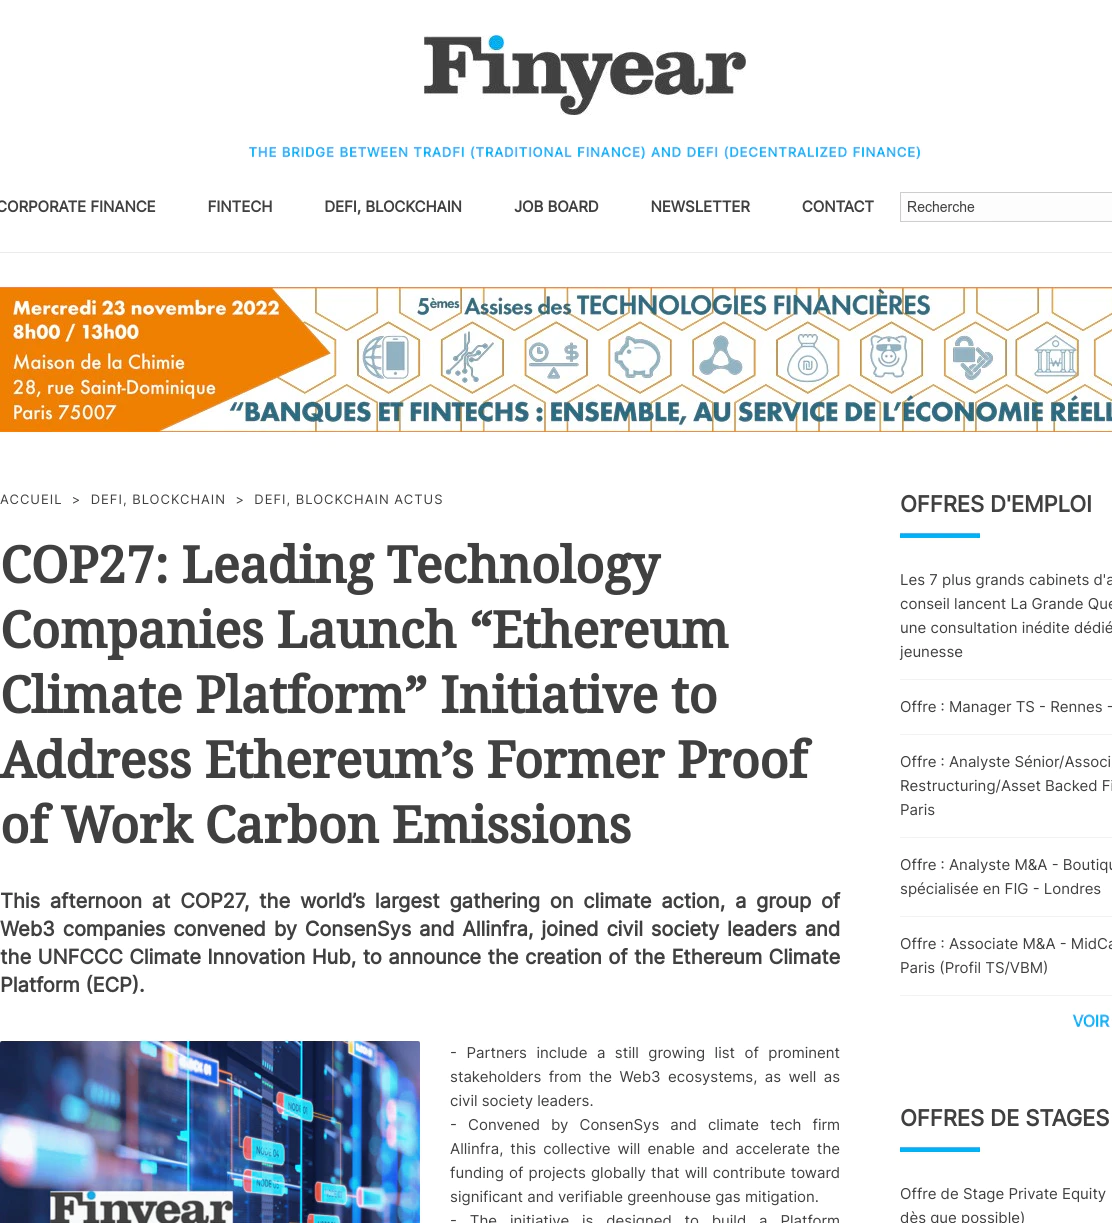 Finyear
THE BRIDGE BETWEEN TRADFI (TRADITIONAL FINANCE) AND DEFI (DECENTRALIZED FINANCE)
CORPORATE FINANCE FINTECH DEFI, BLOCKCHAIN JOB BOARD NEWSLETTER CONTACT Recherche
Mercredi 23 novembre 2022
8h00 / 13h00
Maison de la Chimie
28, rue Saint-Dominique
Paris 75007
5èmes Assises des TECHNOLOGIES FINANCIÈRES
“BANQUES ET FINTECHS : ENSEMBLE, AU SERVICE DE L’ÉCONOMIE RÉELL
ACCUEIL > DEFI, BLOCKCHAIN > DEFI, BLOCKCHAIN ACTUS
COP27: Leading Technology
Companies Launch “Ethereum
Climate Platform” Initiative to
Address Ethereum’s Former Proof
of Work Carbon Emissions
This afternoon at COP27, the world’s largest gathering on climate action, a group of
Web3 companies convened by ConsenSys and Allinfra, joined civil society leaders and
the UNFCCC Climate Innovation Hub, to announce the creation of the Ethereum Climate
Platform (ECP).
NODE 04
Finyear
- Partners include a still growing list of prominent
stakeholders from the Web3 ecosystems, as well as
civil society leaders.
- Convened by ConsenSys and climate tech firm
Allinfra, this collective will enable and accelerate the
funding of projects globally that will contribute toward
significant and verifiable greenhouse gas mitigation.
- The initiative is designed to build a Platform
OFFRES D'EMPLOI
Les 7 plus grands cabinets d'a
conseil lancent La Grande Que
une consultation inédite dédié
jeunesse
Offre : Manager TS - Rennes -
Offre : Analyste Sénior/Associ
Restructuring/Asset Backed Fi
Paris
Offre : Analyste M&A - Boutiqu
spécialisée en FIG - Londres
Offre : Associate M&A - MidCa
Paris (Profil TS/VBM)
VOIR
OFFRES DE STAGES
Offre de Stage Private Equity
dès que possible)